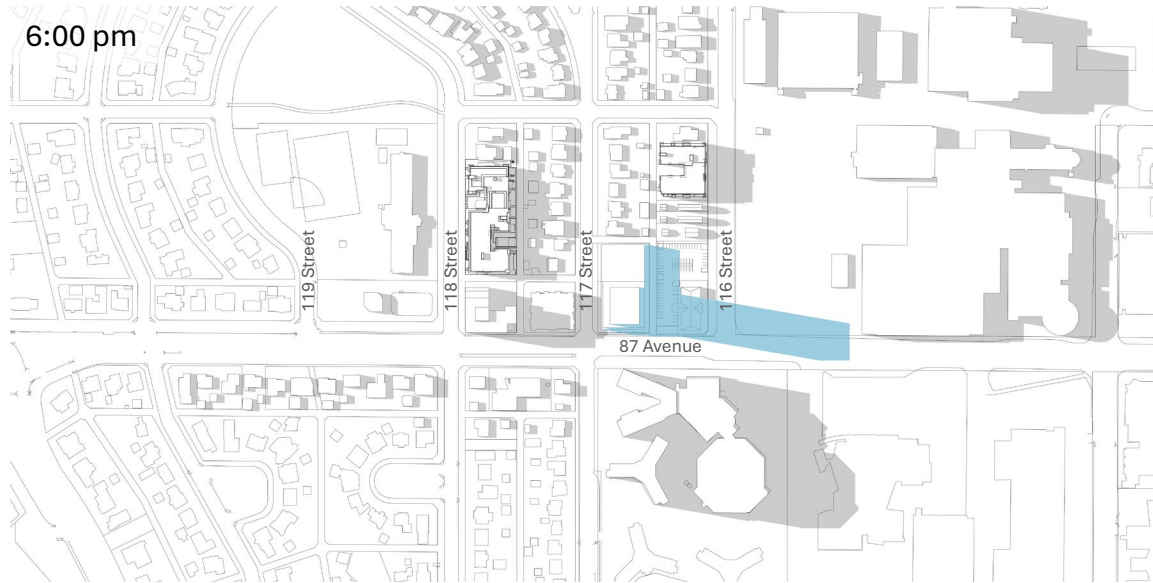 6:00 pm
119 Street
118 Street
117 Street
116 Street
87 Avenue